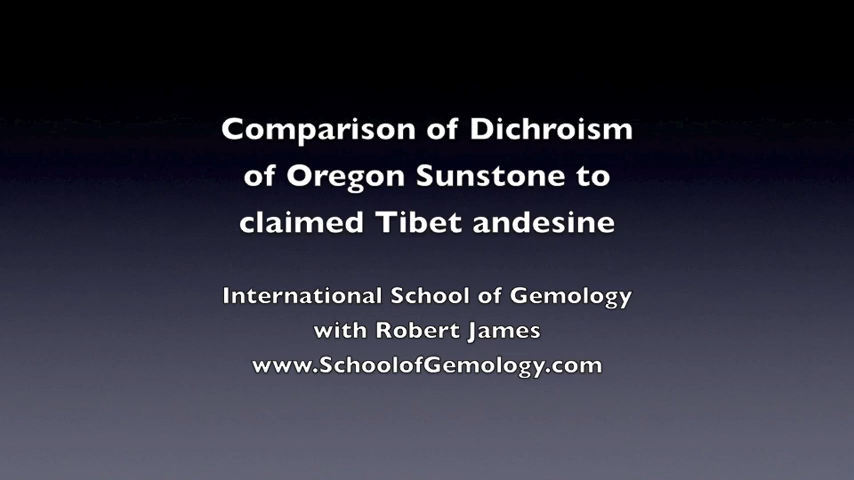 Comparison of Dichroism
of Oregon Sunstone to
claimed Tibet andesine
International School of Gemology
with Robert James
www.SchoolofGemology.com